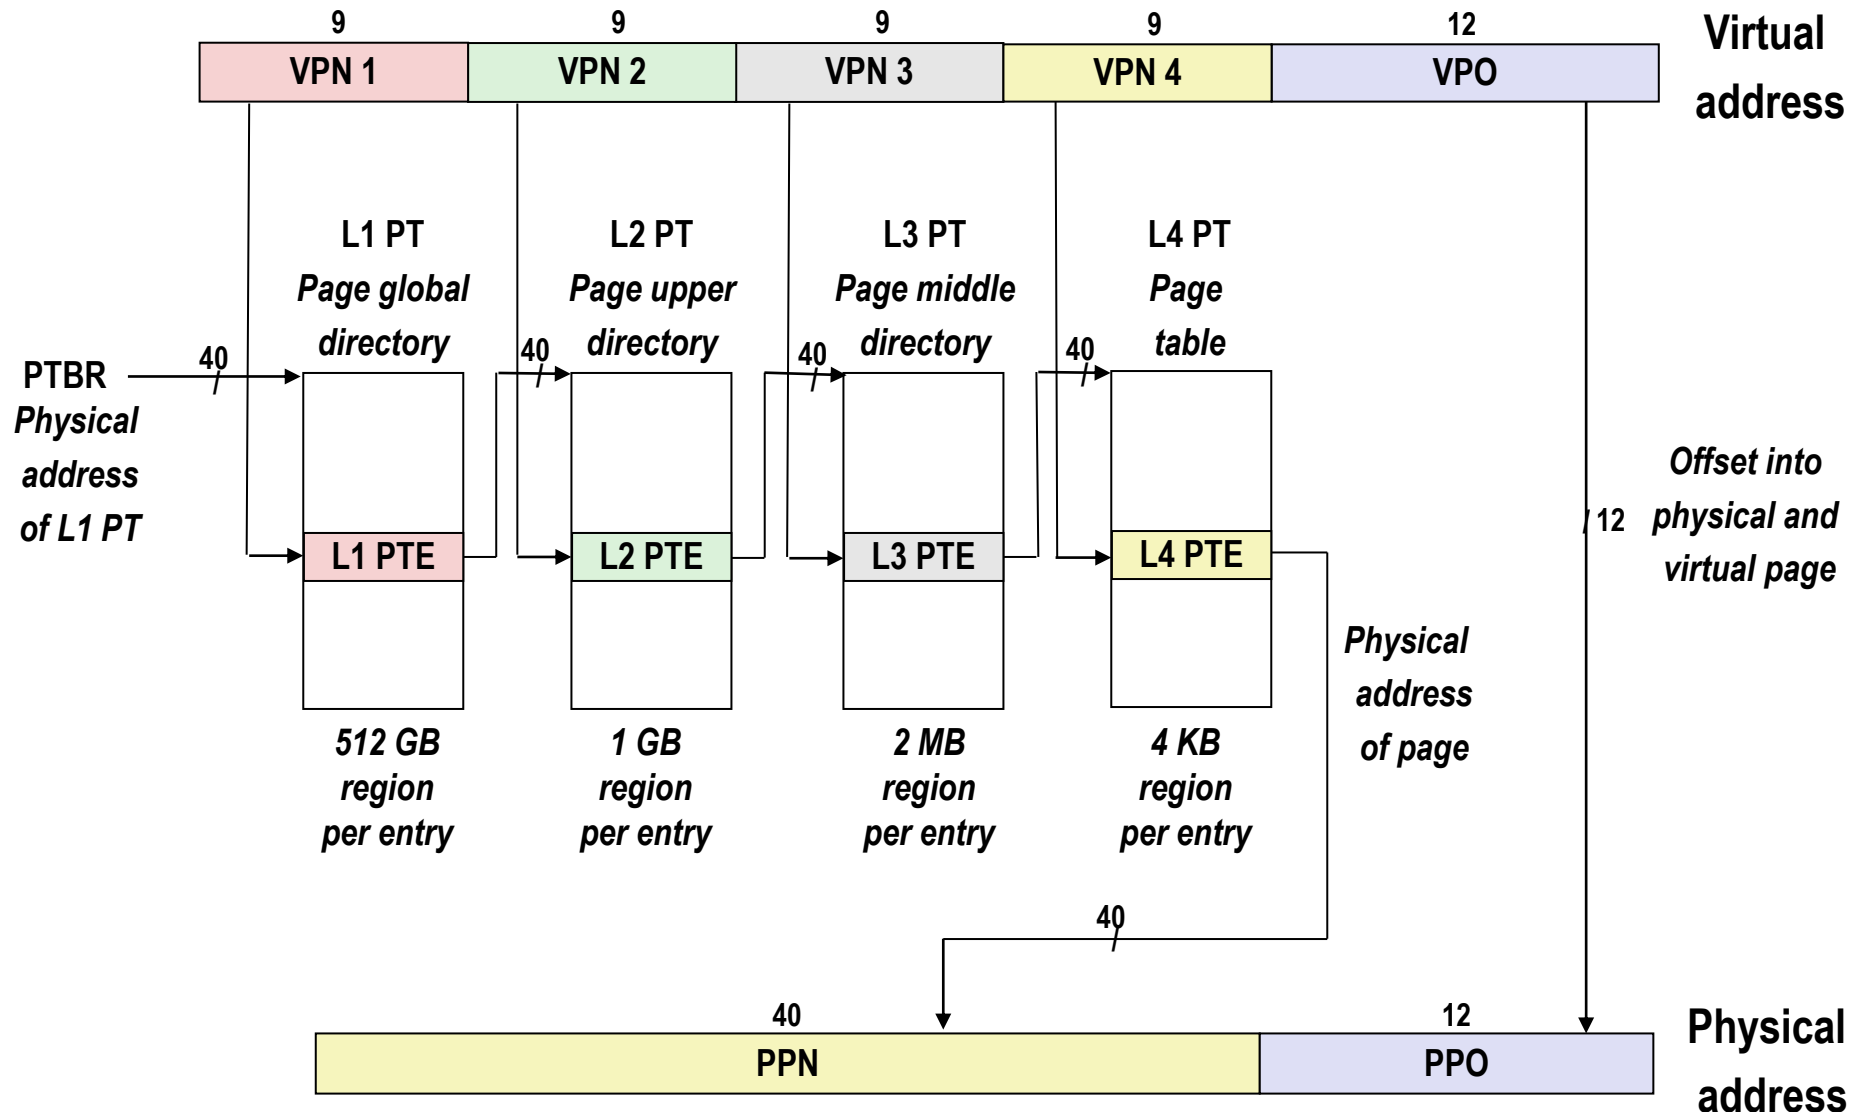 9 9 9 9 12
VPN 1 VPN 2 VPN 3 VPN 4 VPO
Virtual
address
L1 PT
Page global
directory
L2 PT
Page upper
directory
L3 PT
Page middle
directory
L4 PT
Page
table
PTBR
Physical
address
of L1 PT
40 40 40 40
L1 PTE L2 PTE L3 PTE L4 PTE
/ 12
Offset into
physical and
virtual page
512 GB
region
per entry
1 GB
region
per entry
2 MB
region
per entry
4 KB
region
per entry
Physical
address
of page
40
40 12
PPN PPO
Physical
address